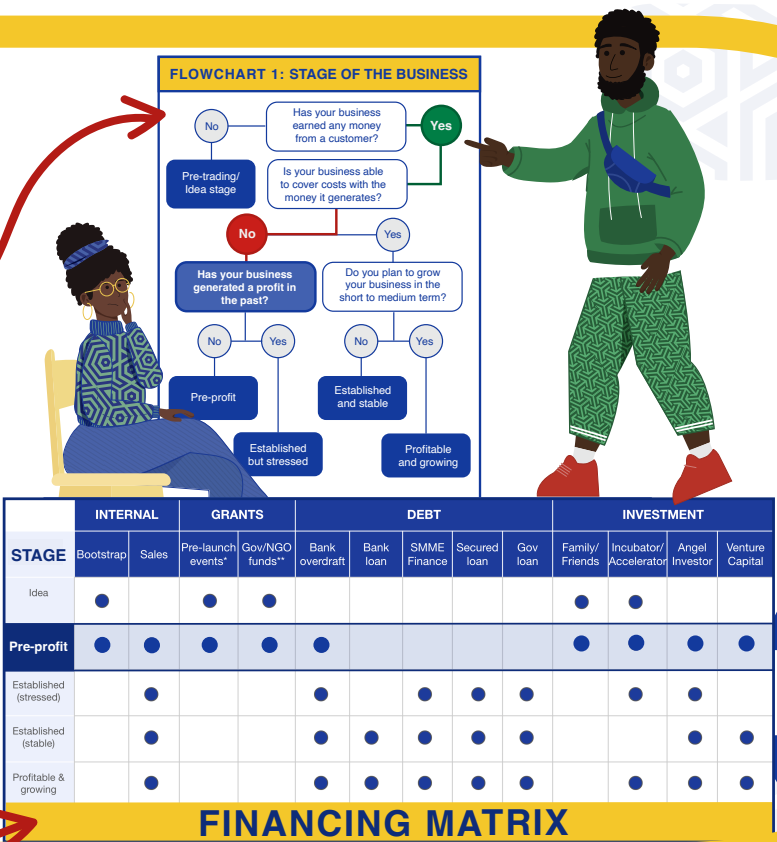 FLOWCHART 1: STAGE OF THE BUSINESS
No
Has your business
earned any money
from a customer?
Yes
Pre-trading/
Idea stage
Is your business able
to cover costs with the
money it generates?
No
Yes
Has your business
generated a profit in
the past?
Do you plan to grow
your business in the
short to medium term?
No
Yes
No
Yes
Pre-profit
Established
and stable
Established
but stressed
Profitable
and growing
INTERNAL GRANTS DEBT INVESTMENT
STAGE
Bootstrap
Sales
Pre-launch
events*
Gov/NGO
funds**
Bank
overdraft
Bank
loan
SMME
Finance
Secured
loan
Gov
loan
Family/
Friends
Incubator/
Accelerator
Angel
Investor
Venture
Capital
Idea
Pre-profit
Established
(stressed)
Established
(stable)
Profitable &
growing
FINANCING MATRIX